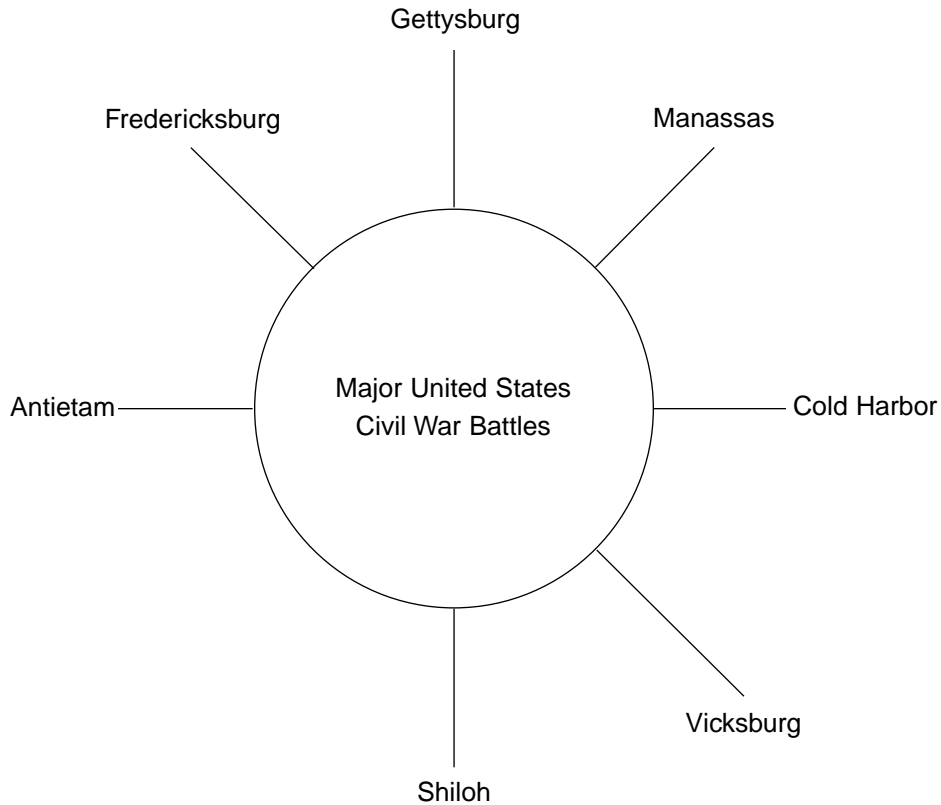 Gettysburg
Fredericksburg
Manassas
Major United States
Civil War Battles
Antietam
Cold Harbor
Vicksburg
Shiloh